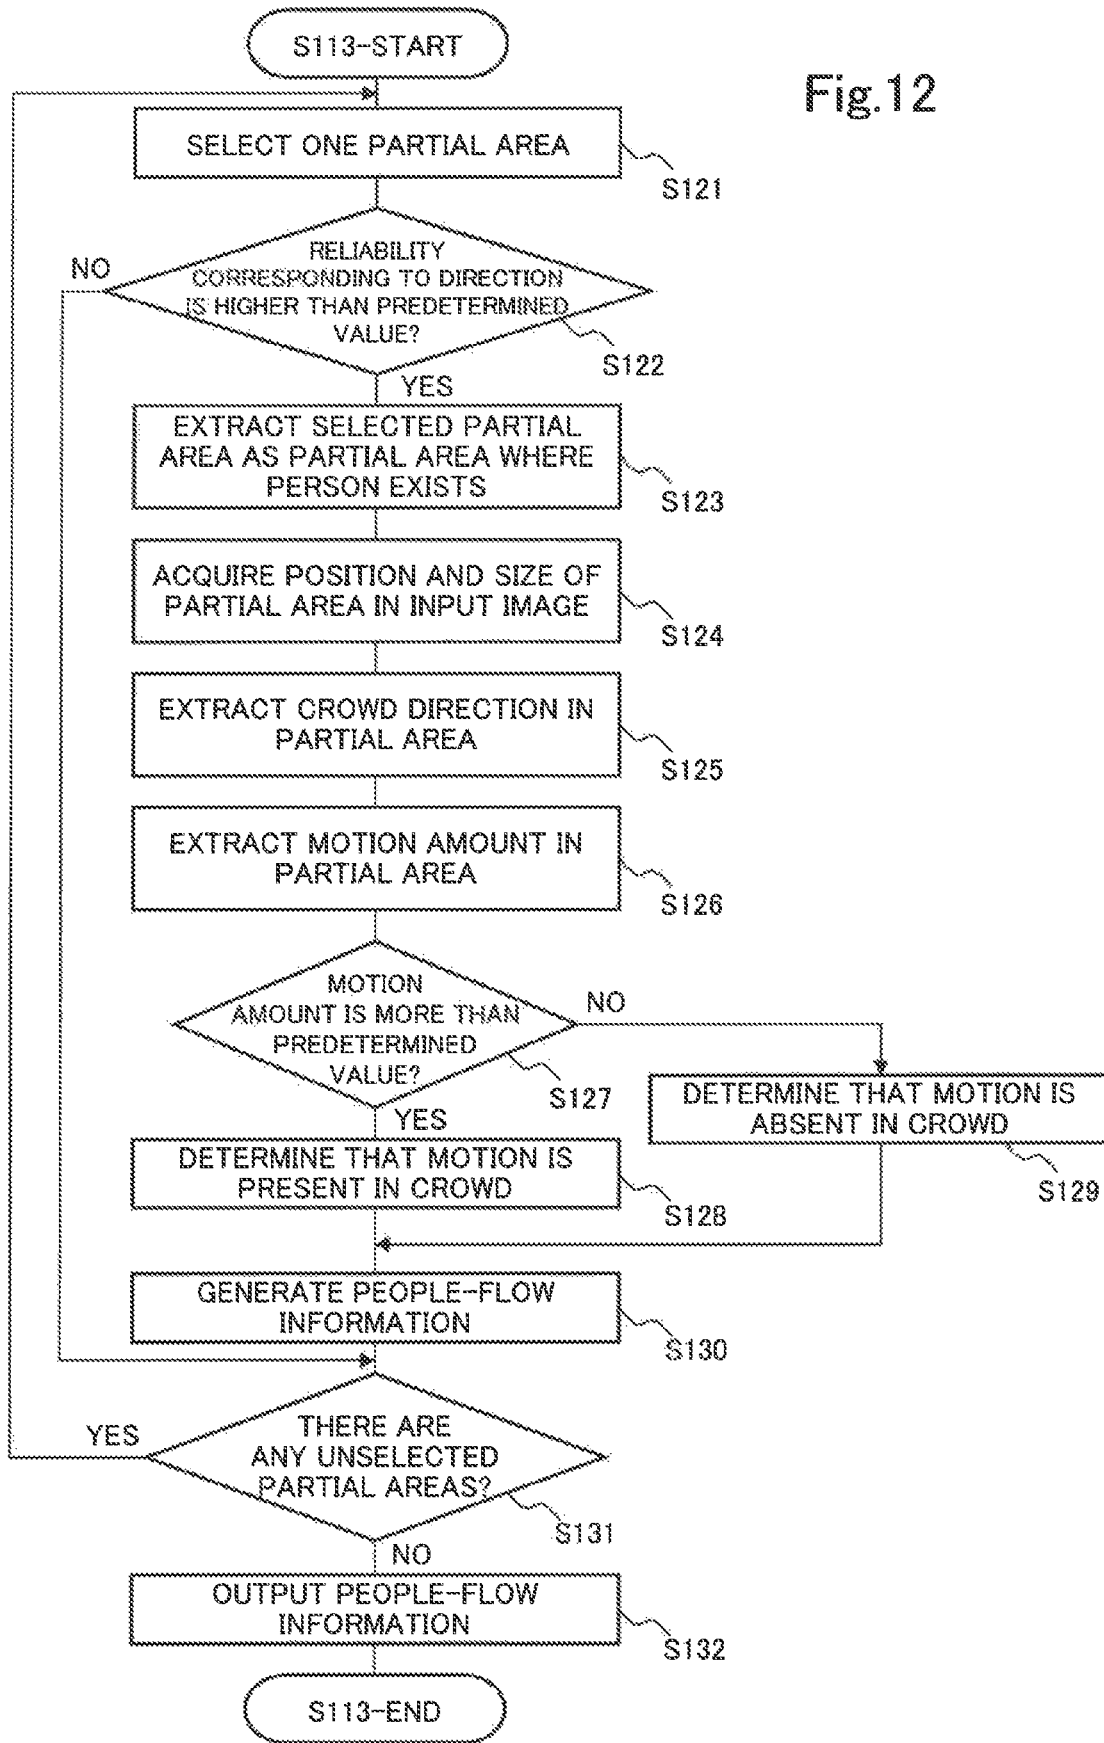 S113-START
Fig.12
SELECT ONE PARTIAL AREA
S121
RELIABILITY
CORRESPONDING TO DIRECTION
IS HIGHER THAN PREDETERMINED
VALUE?
NO
S122
YES
EXTRACT SELECTED PARTIAL
AREA AS PARTIAL AREA WHERE
PERSON EXISTS
S123
ACQUIRE POSITION AND SIZE OF
PARTIAL AREA IN INPUT IMAGE
S124
EXTRACT CROWD DIRECTION IN
PARTIAL AREA
S125
EXTRACT MOTION AMOUNT IN
PARTIAL AREA
S126
MOTION
AMOUNT IS MORE THAN
PREDETERMINED
VALUE?
NO
S127
YES
DETERMINE THAT MOTION IS
ABSENT IN CROWD
S129
DETERMINE THAT MOTION IS
PRESENT IN CROWD
S128
GENERATE PEOPLE-FLOW
INFORMATION
S130
THERE ARE
ANY UNSELECTED
PARTIAL AREAS?
YES
S131
NO
OUTPUT PEOPLE-FLOW
INFORMATION
S132
S113-END